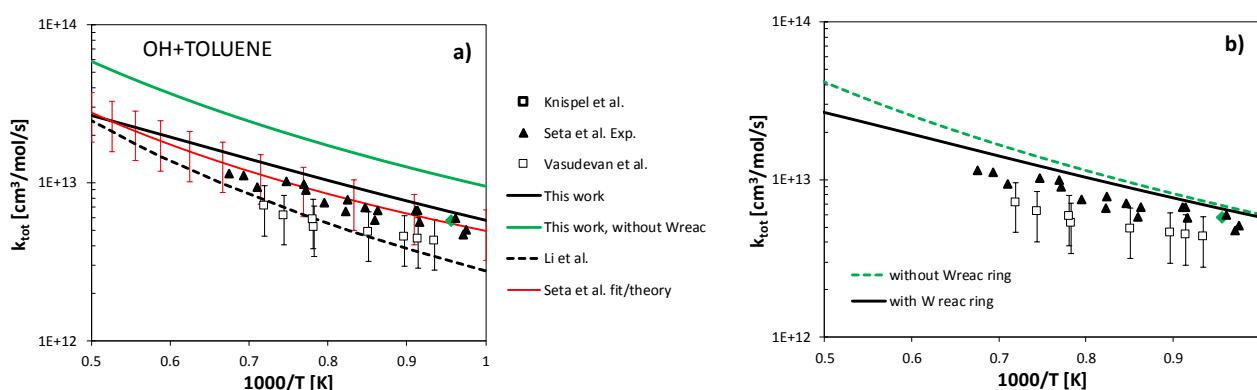 OH+TOLUENE
a)
k_tot [cm³/mol/s]
1E+14
1E+13
1E+12
0.5 0.6 0.7 0.8 0.9 1
1000/T [K]
Knispel et al.
Seta et al. Exp.
Vasudevan et al.
This work
This work, without Wreac
Li et al.
Seta et al. fit/theory
b)
k_tot [cm³/mol/s]
1E+14
1E+13
1E+12
without Wreac ring
with W reac ring
0.5 0.6 0.7 0.8 0.9
1000/T [K]